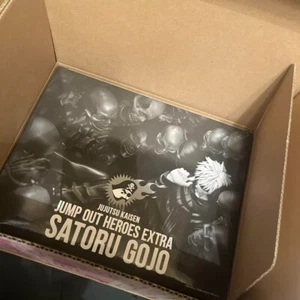 JUJUTSU KAISEN
JUMP OUT HEROES EXTRA
SATORU GOJO